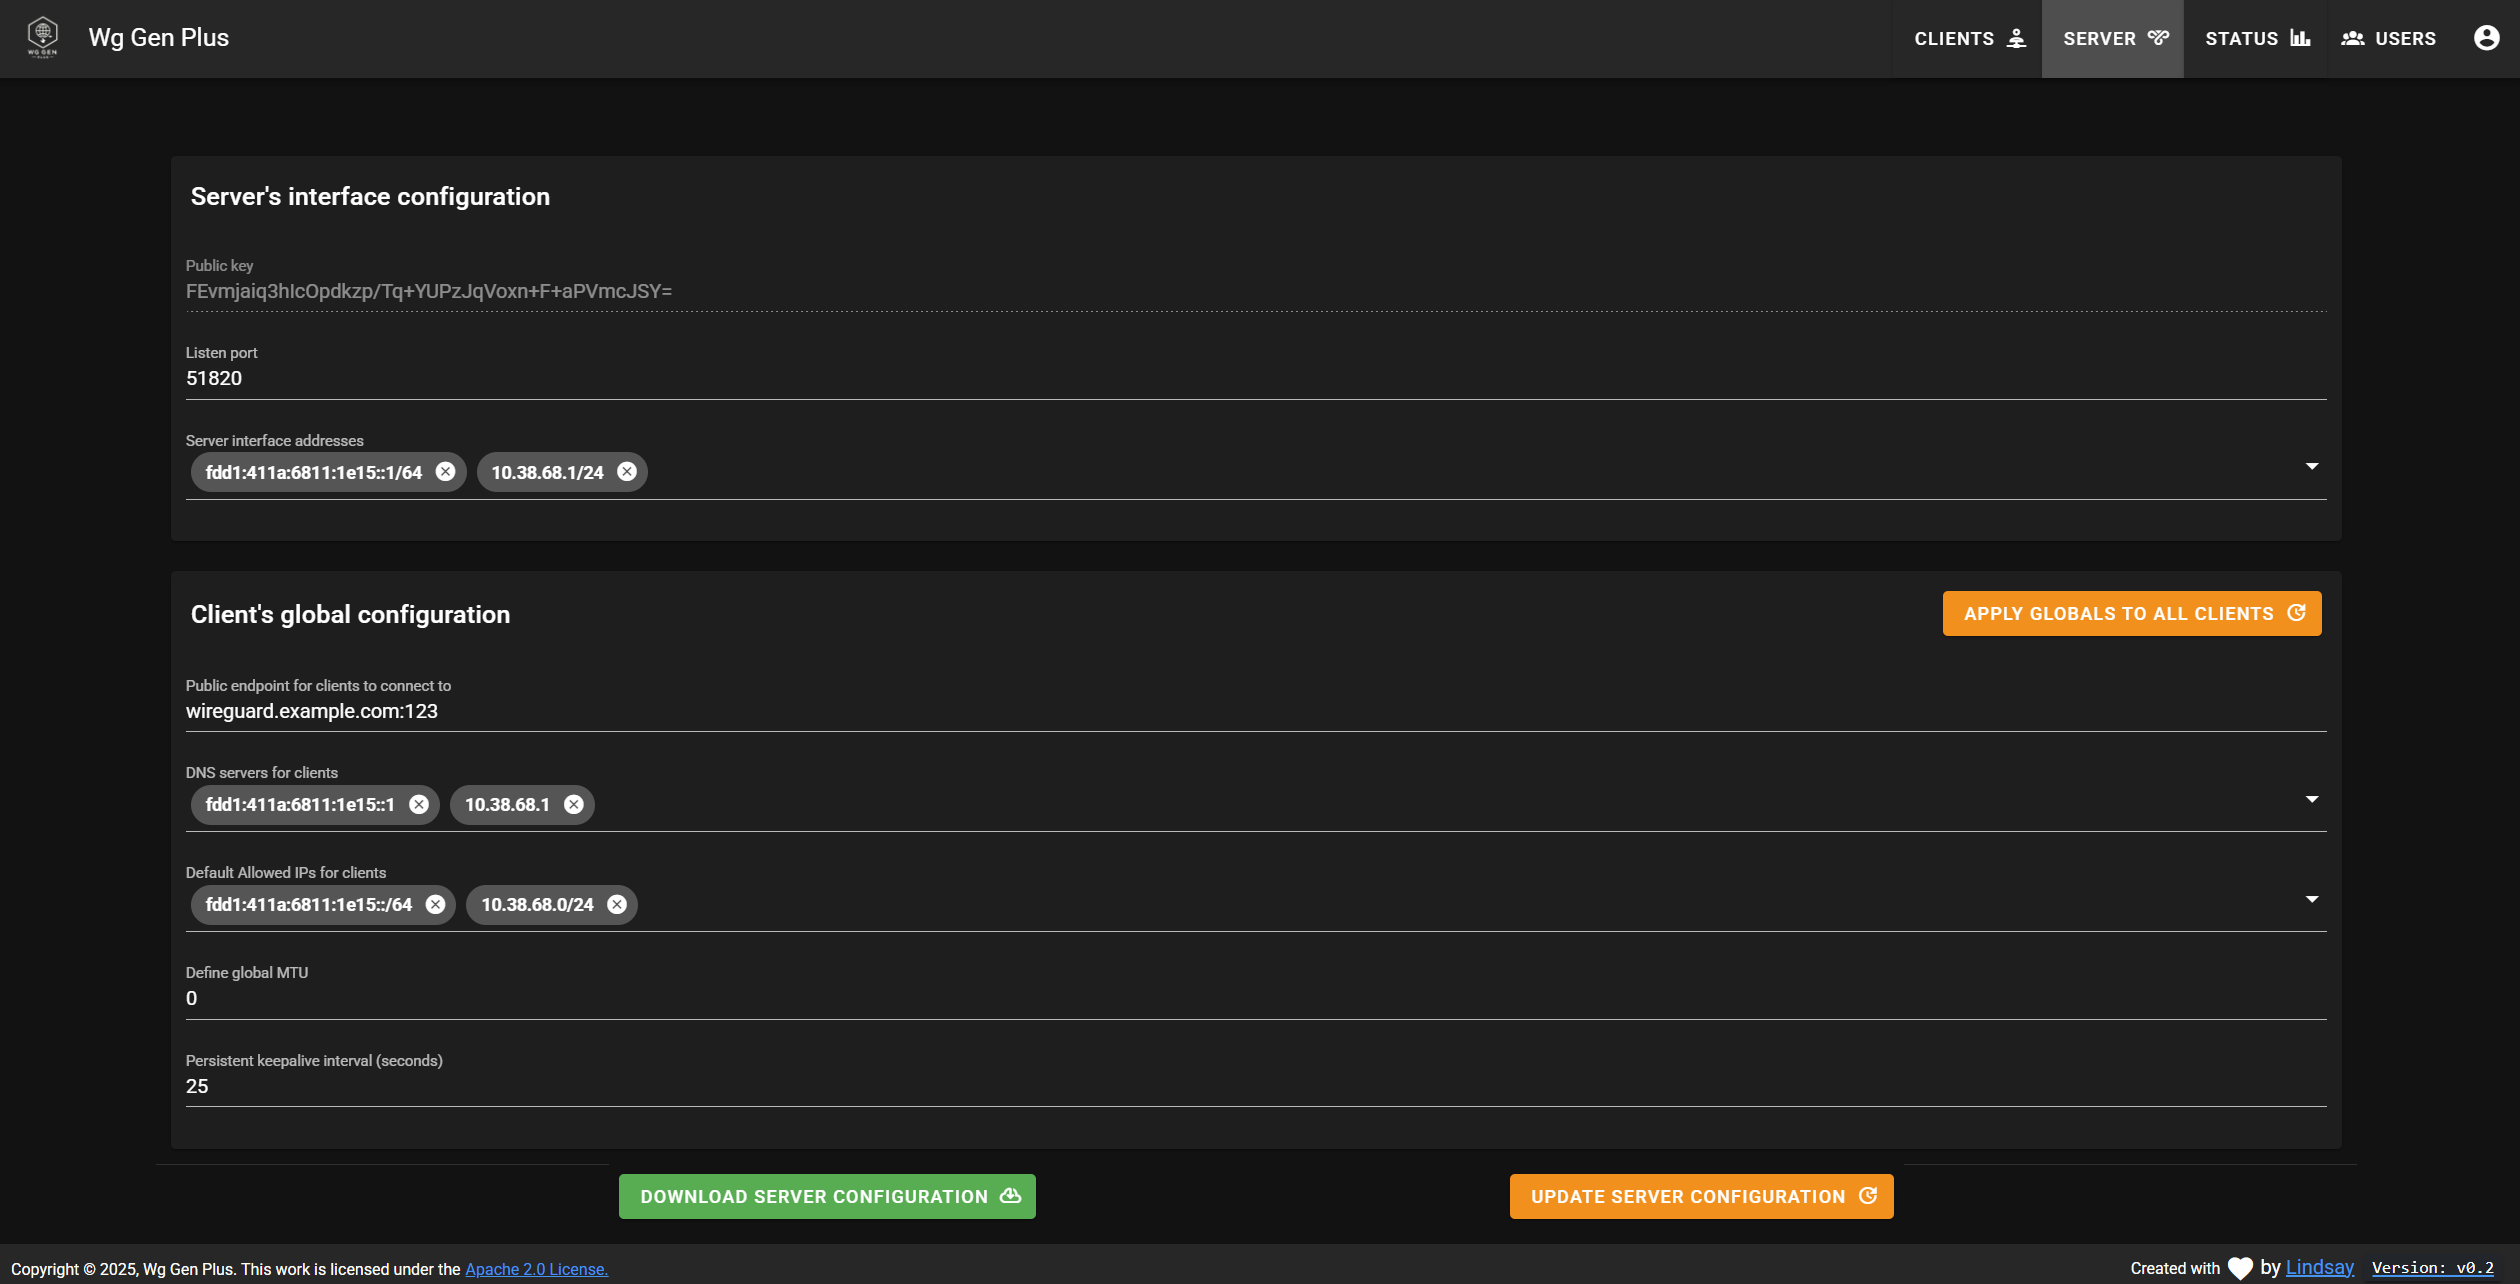 WG GEN
PLUS
Wg Gen Plus
CLIENTS SERVER STATUS USERS
Server's interface configuration
Public key
FEvmjaiq3hIcOpdkzp/Tq+YUPzJqVoxn+F+aPVmcJSY=
Listen port
51820
Server interface addresses
fdd1:411a:6811:1e15::1/64 10.38.68.1/24
Client's global configuration
APPLY GLOBALS TO ALL CLIENTS
Public endpoint for clients to connect to
wireguard.example.com:123
DNS servers for clients
fdd1:411a:6811:1e15::1 10.38.68.1
Default Allowed IPs for clients
fdd1:411a:6811:1e15::/64 10.38.68.0/24
Define global MTU
0
Persistent keepalive interval (seconds)
25
DOWNLOAD SERVER CONFIGURATION UPDATE SERVER CONFIGURATION
Copyright © 2025, Wg Gen Plus. This work is licensed under the Apache 2.0 License. Created with by Lindsay Version: v0.2